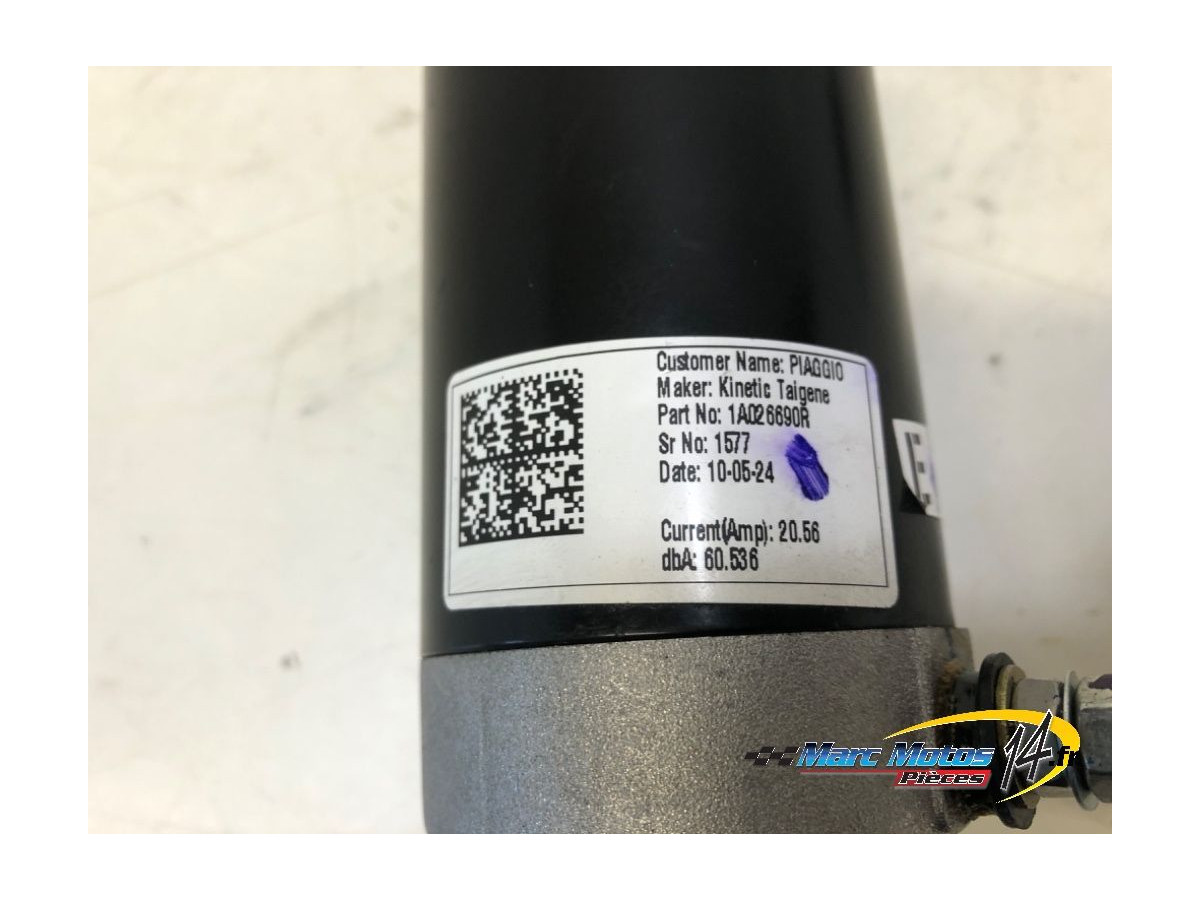 Customer Name: PIAGGIO
Maker: Kinetic Taigene
Part No: 1A026690R
Sr No: 1577
Date: 10-05-24
Current(Amp): 20.56
dbA: 60.536
Marc Motos 14.fr
Pièces